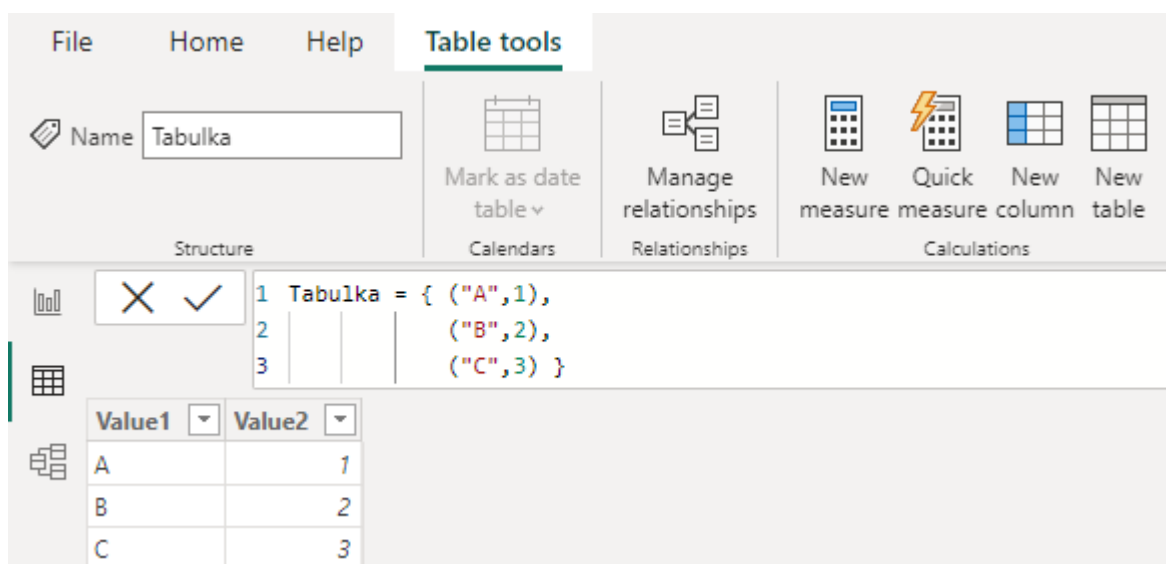 File Home Help Table tools
Name Tabulka
Mark as date
table
Manage
relationships
New
measure
Quick
measure
New
column
New
table
Structure Calendars Relationships Calculations
1 Tabulka = { ("A",1),
2 ("B",2),
3 ("C",3) }
Value1 Value2
A 1
B 2
C 3